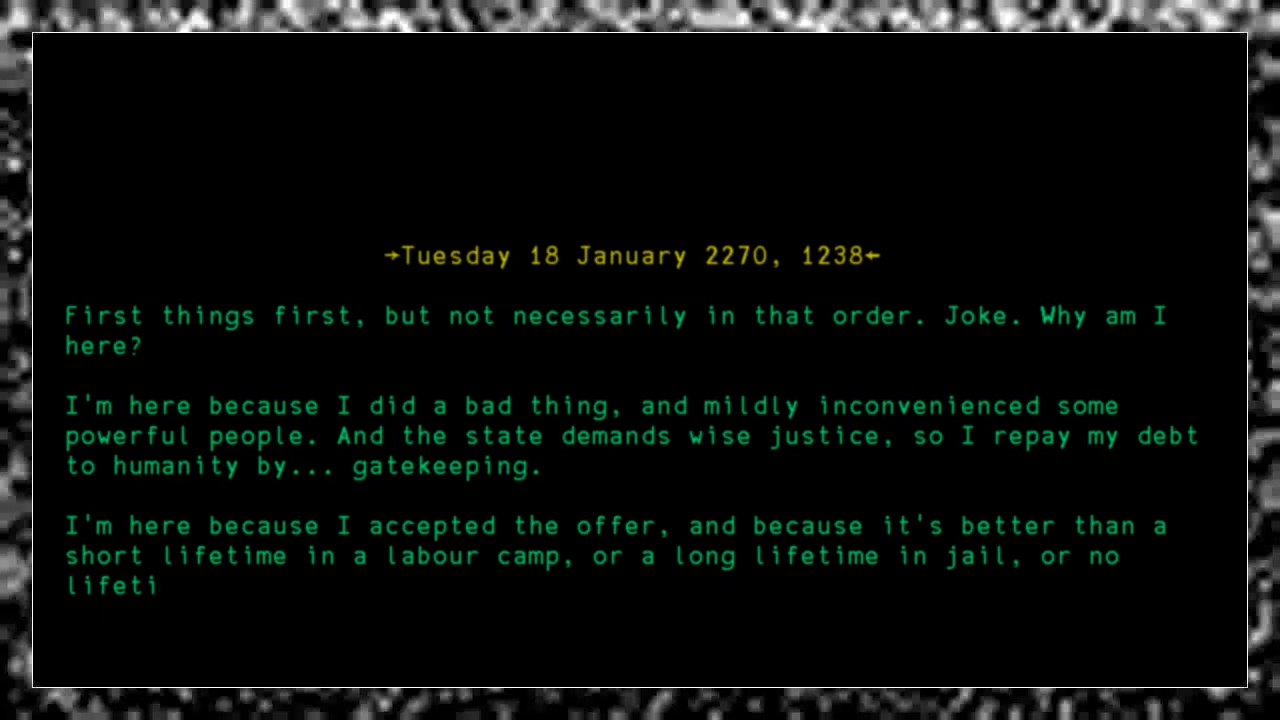 →Tuesday 18 January 2270, 1238←
First things first, but not necessarily in that order. Joke. Why am I
here?
I'm here because I did a bad thing, and mildly inconvenienced some
powerful people. And the state demands wise justice, so I repay my debt
to humanity by... gatekeeping.
I'm here because I accepted the offer, and because it's better than a
short lifetime in a labour camp, or a long lifetime in jail, or no
lifeti